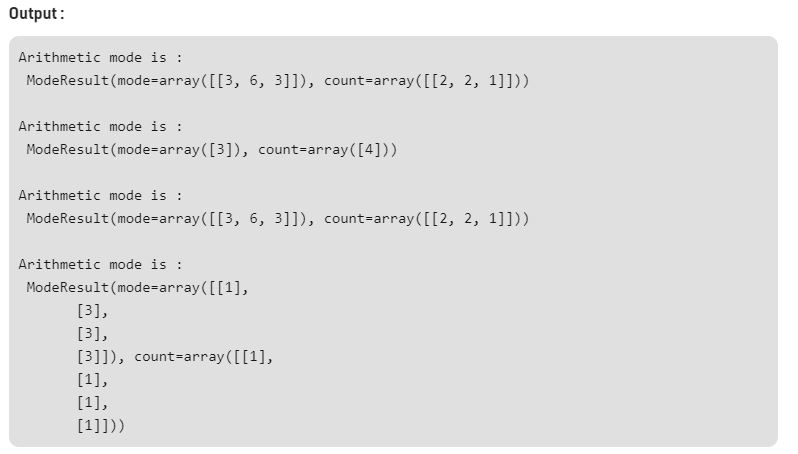 Output :
Arithmetic mode is :
 ModeResult(mode=array([[3, 6, 3]]), count=array([[2, 2, 1]]))

Arithmetic mode is :
 ModeResult(mode=array([3]), count=array([4]))

Arithmetic mode is :
 ModeResult(mode=array([[3, 6, 3]]), count=array([[2, 2, 1]]))

Arithmetic mode is :
 ModeResult(mode=array([[1],
       [3],
       [3],
       [3]]), count=array([[1],
       [1],
       [1],
       [1]]))